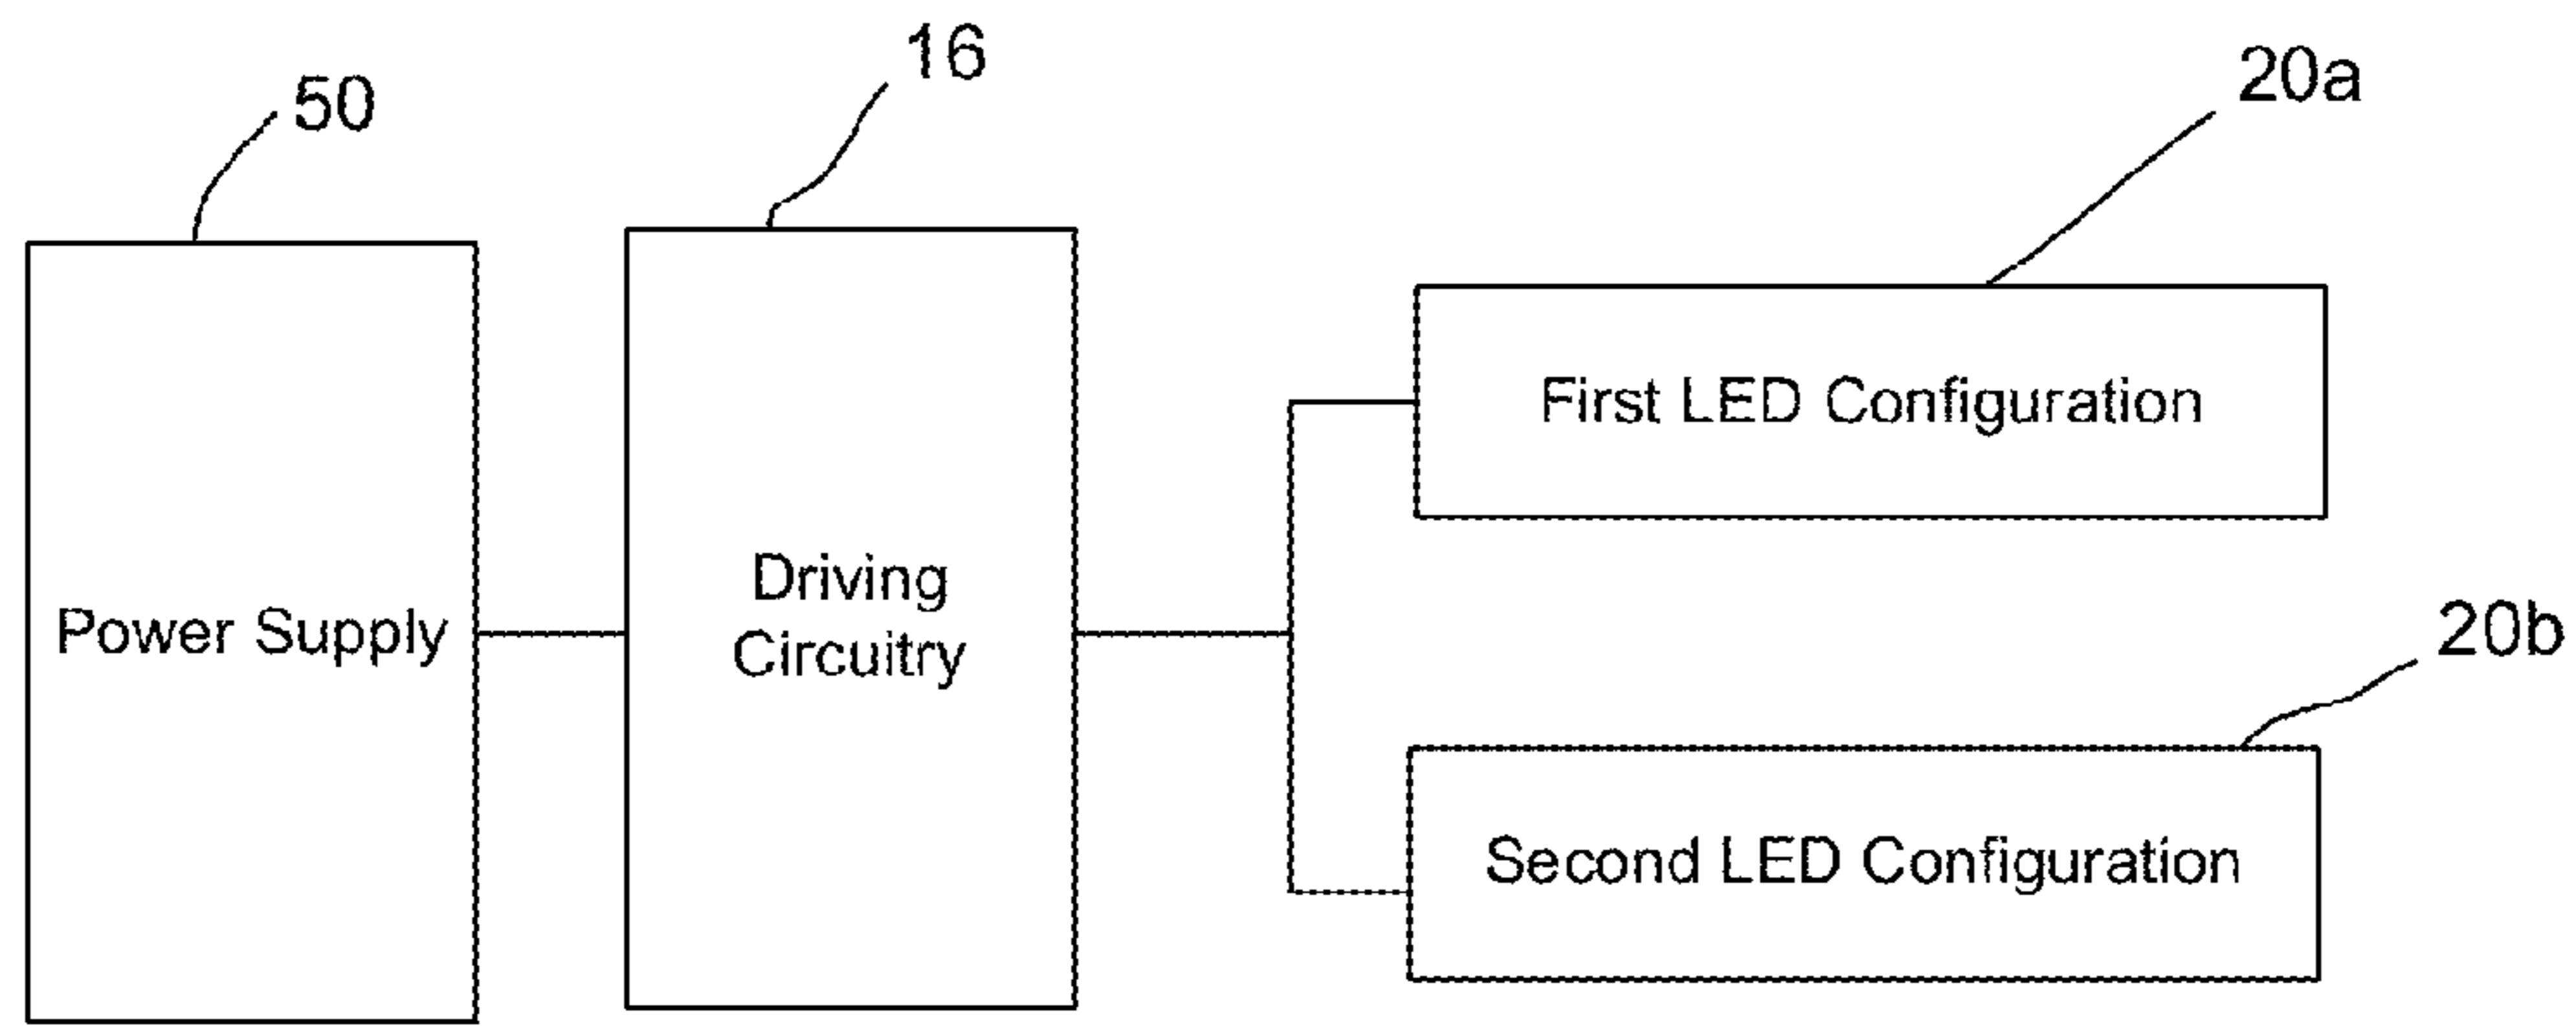 50
16
20a
First LED Configuration
Power Supply
Driving
Circuitry
20b
Second LED Configuration